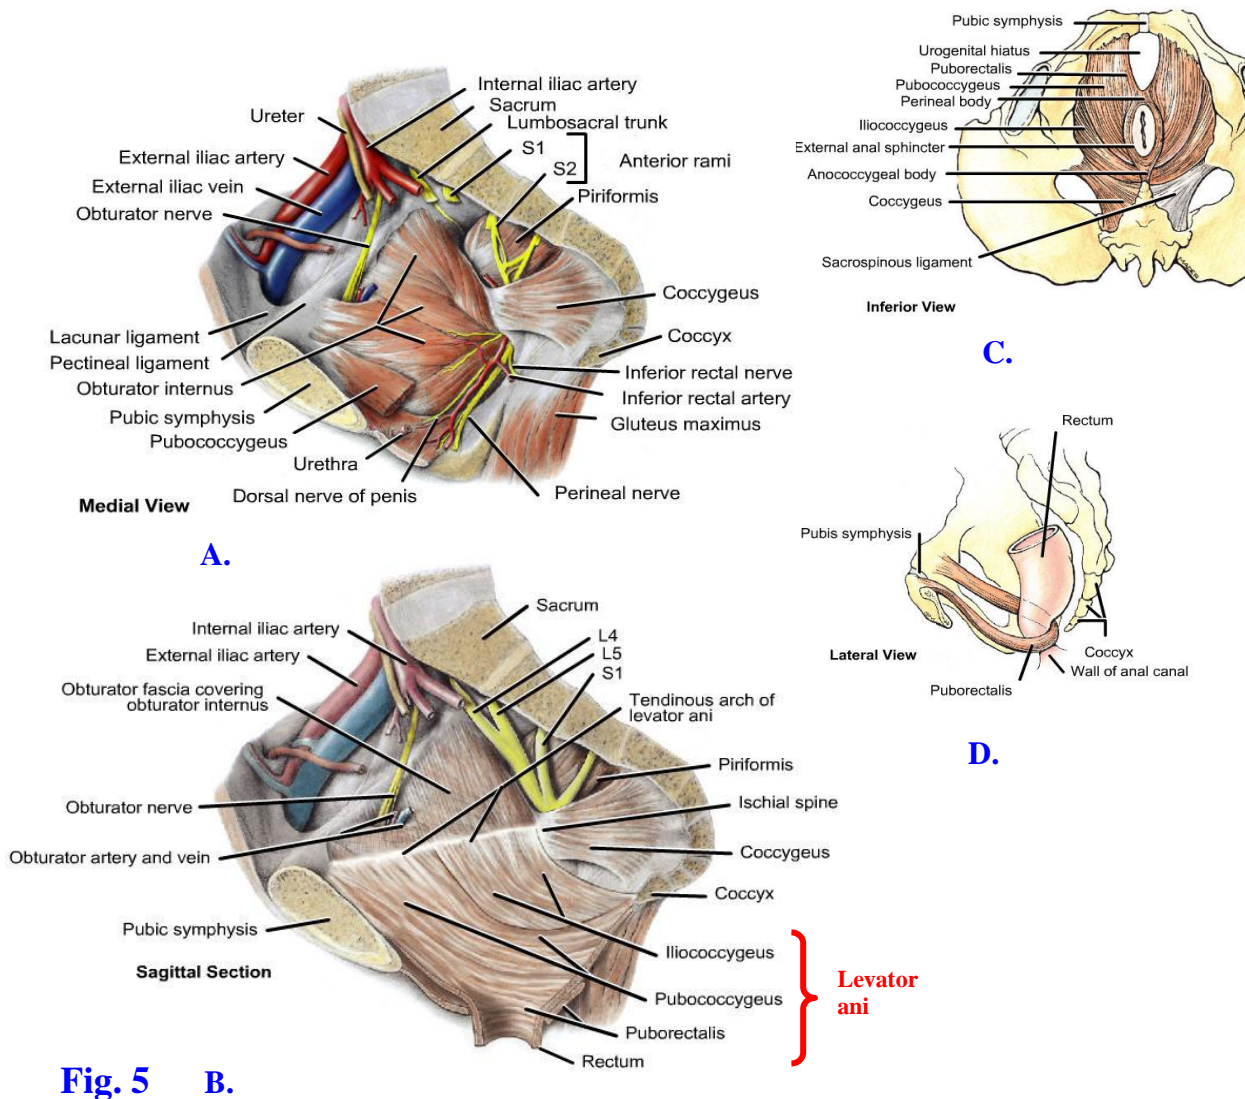 Internal iliac artery
Sacrum
Ureter
Lumbosacral trunk
S1
External iliac artery
Anterior rami
S2
External iliac vein
Piriformis
Obturator nerve
Coccygeus
Lacunar ligament
Coccyx
Pectineal ligament
Inferior rectal nerve
Obturator internus
Inferior rectal artery
Pubic symphysis
Gluteus maximus
Pubococcygeus
Urethra
Dorsal nerve of penis
Perineal nerve
Medial View
A.
Pubic symphysis
Urogenital hiatus
Puborectalis
Pubococcygeus
Perineal body
Iliococcygeus
External anal sphincter
Anococcygeal body
Coccygeus
Sacrospinous ligament
Inferior View
C.
Rectum
Pubis symphysis
Coccyx
Lateral View
Wall of anal canal
Puborectalis
D.
Sacrum
Internal iliac artery
L4
External iliac artery
L5
S1
Obturator fascia covering
obturator internus
Tendinous arch of
levator ani
Piriformis
Obturator nerve
Ischial spine
Obturator artery and vein
Coccygeus
Coccyx
Pubic symphysis
Iliococcygeus
Sagittal Section
Levator
ani
Pubococcygeus
Puborectalis
Rectum
Fig. 5 B.